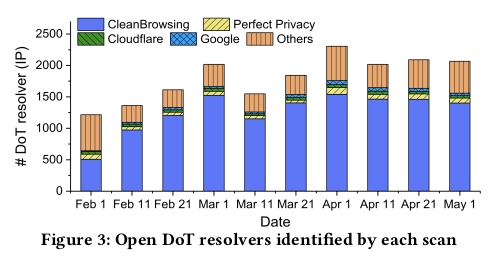 CleanBrowsing Perfect Privacy
Cloudflare Google Others
2500
2000
1500
1000
500
0
# DoT resolver (IP)
Feb 1 Feb 11 Feb 21 Mar 1 Mar 11 Mar 21 Apr 1 Apr 11 Apr 21 May 1
Date
Figure 3: Open DoT resolvers identified by each scan